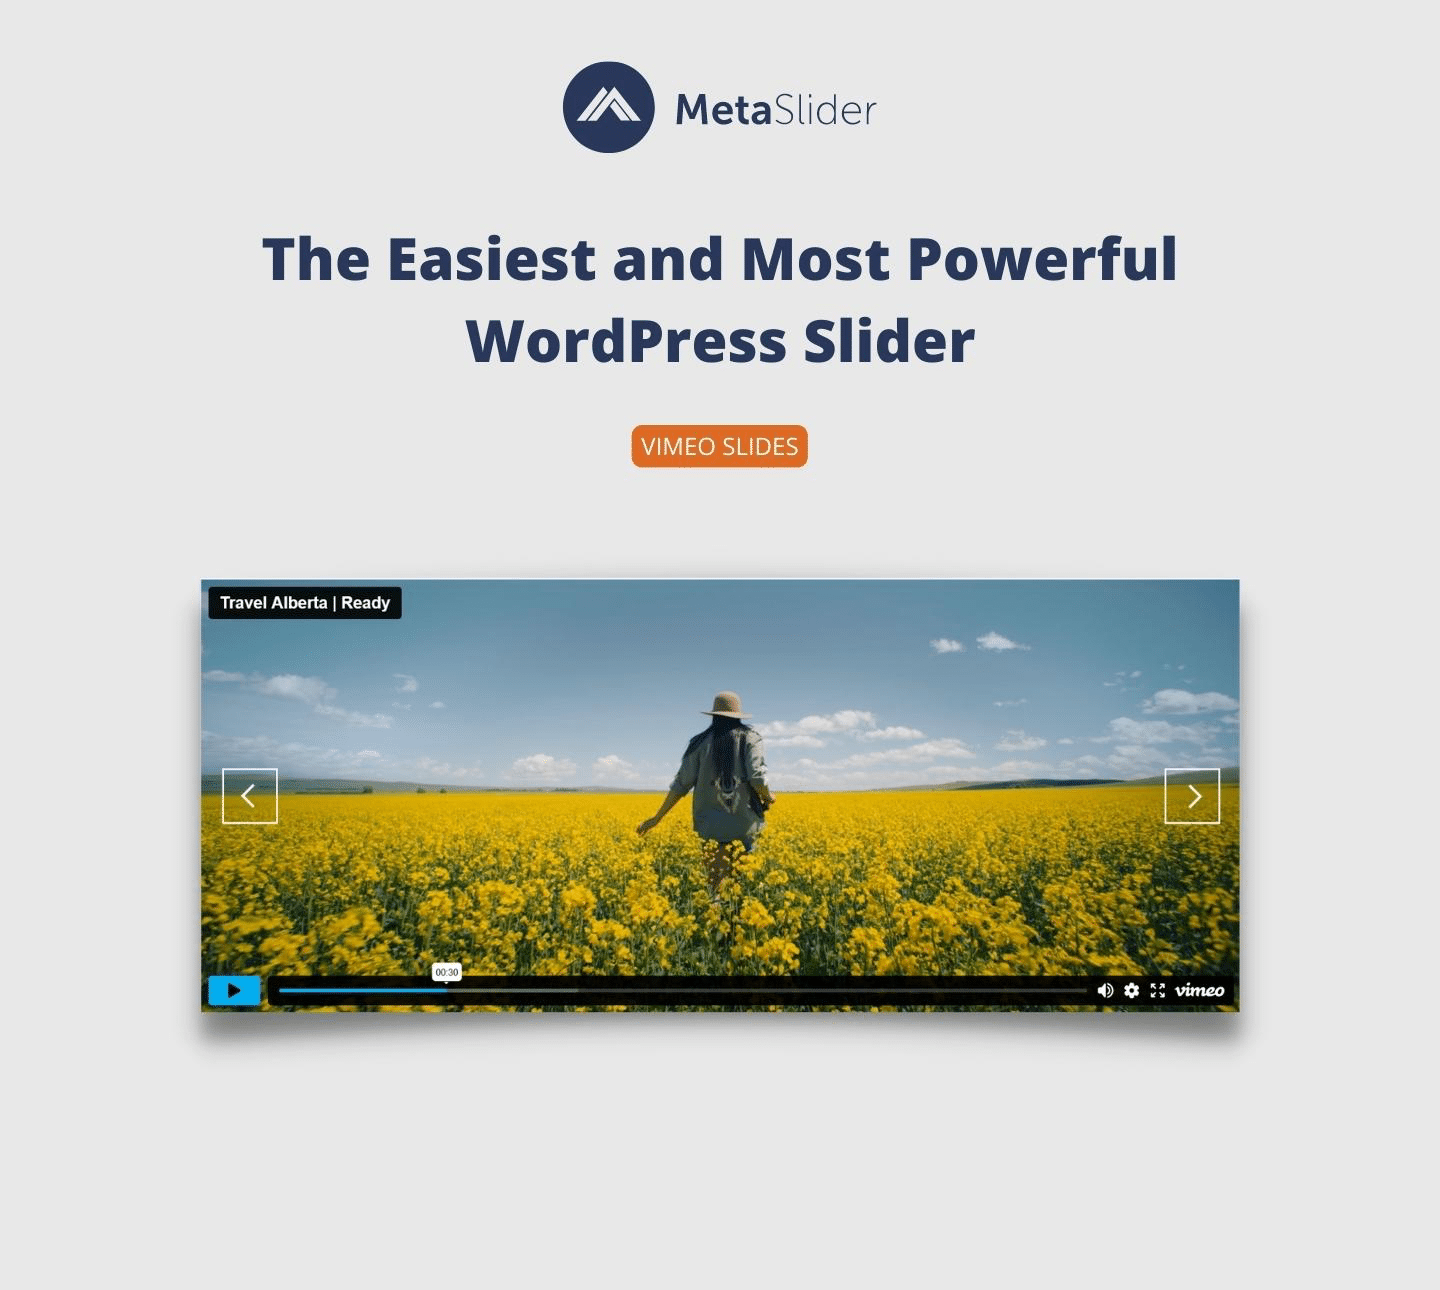 MetaSlider
The Easiest and Most Powerful
WordPress Slider
VIMEO SLIDES
Travel Alberta | Ready
00:30
vimeo